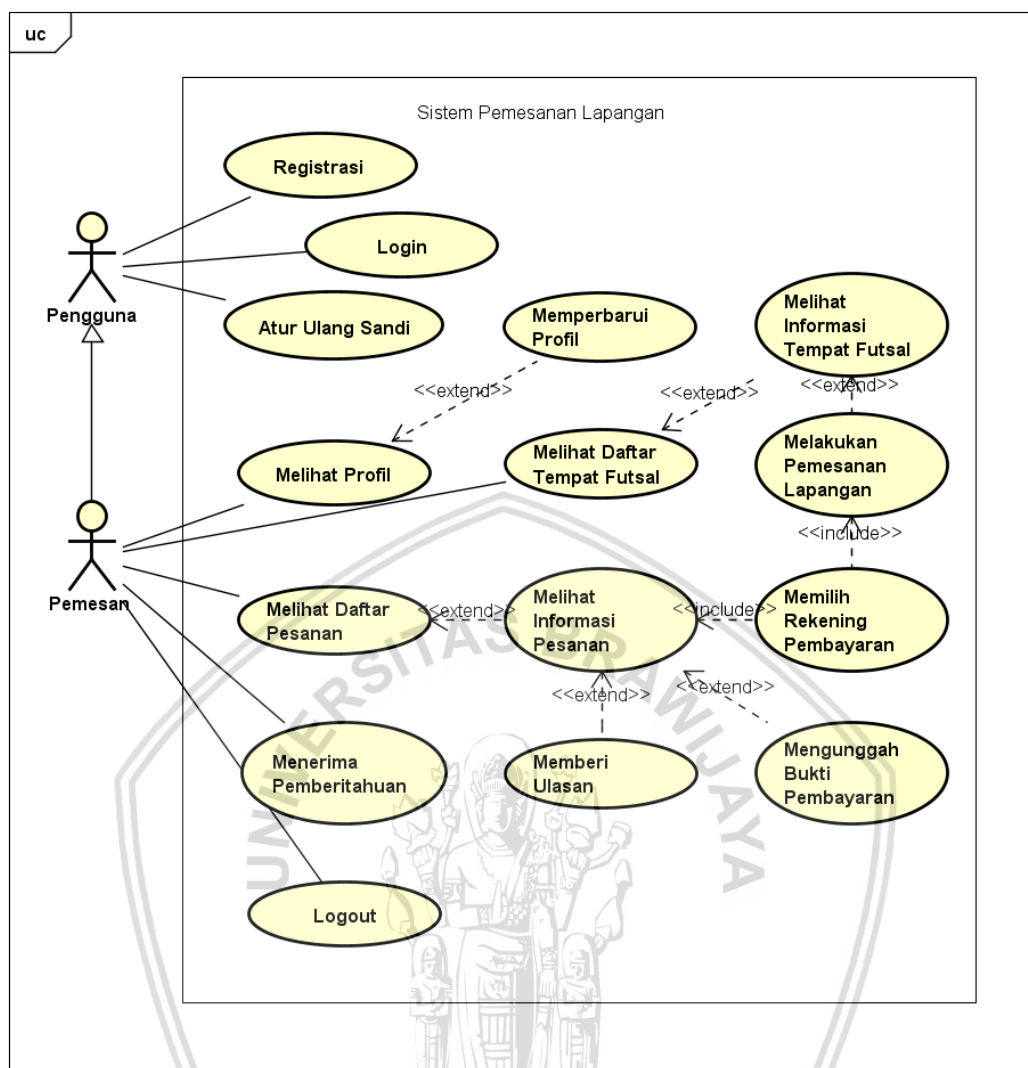 uc
Sistem Pemesanan Lapangan
Registrasi
Login
Pengguna
Atur Ulang Sandi
Memperbarui
Profil
Melihat
Informasi
Tempat Futsal
<<extend>>
<<extend>>
<<extend>>
Melihat Profil
Melihat Daftar
Tempat Futsal
Melakukan
Pemesanan
Lapangan
<<include>>
Pemesan
Melihat Daftar
Pesanan
<<extend>>
Melihat
Informasi
Pesanan
<<include>>
Memilih
Rekening
Pembayaran
<<extend>>
<<extend>>
Menerima
Pemberitahuan
Memberi
Ulasan
Mengunggah
Bukti
Pembayaran
Logout
UNIVERSITAS BRAWIJAYA